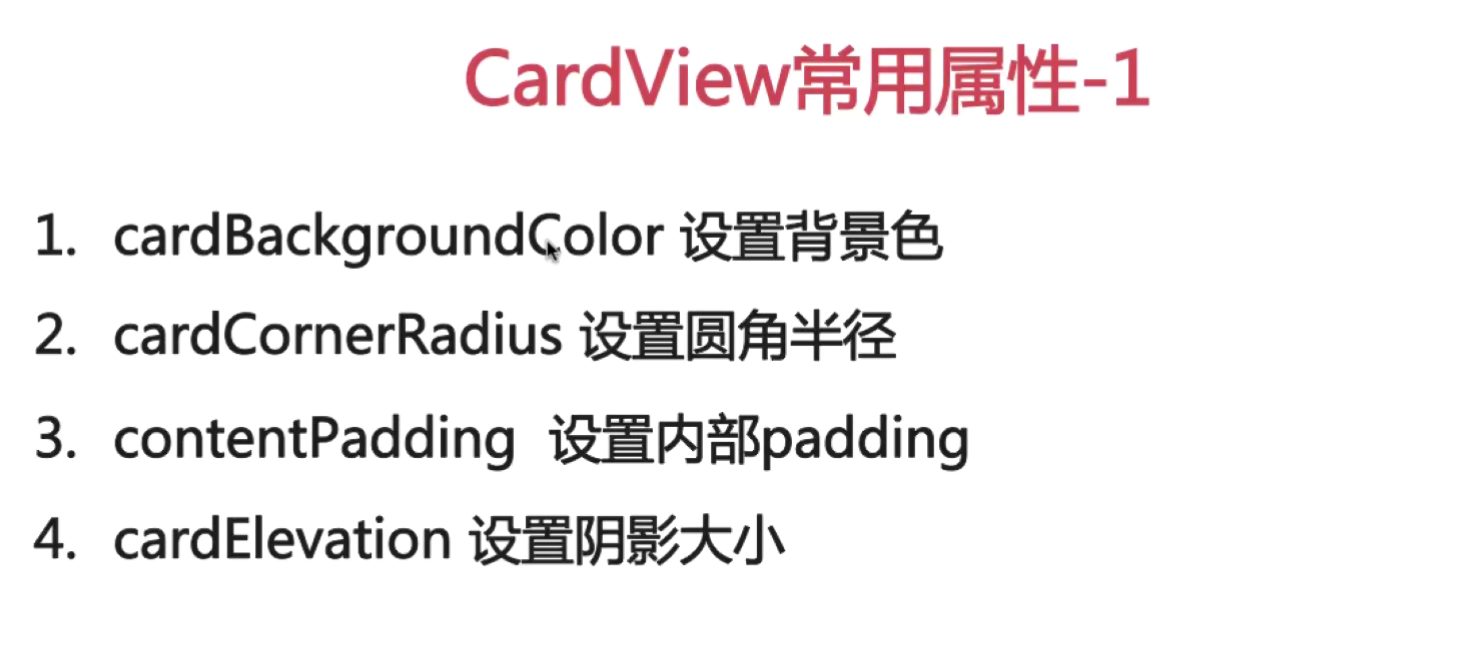 CardView常用属性-1
1. cardBackgroundColor 设置背景色
2. cardCornerRadius 设置圆角半径
3. contentPadding 设置内部padding
4. cardElevation 设置阴影大小